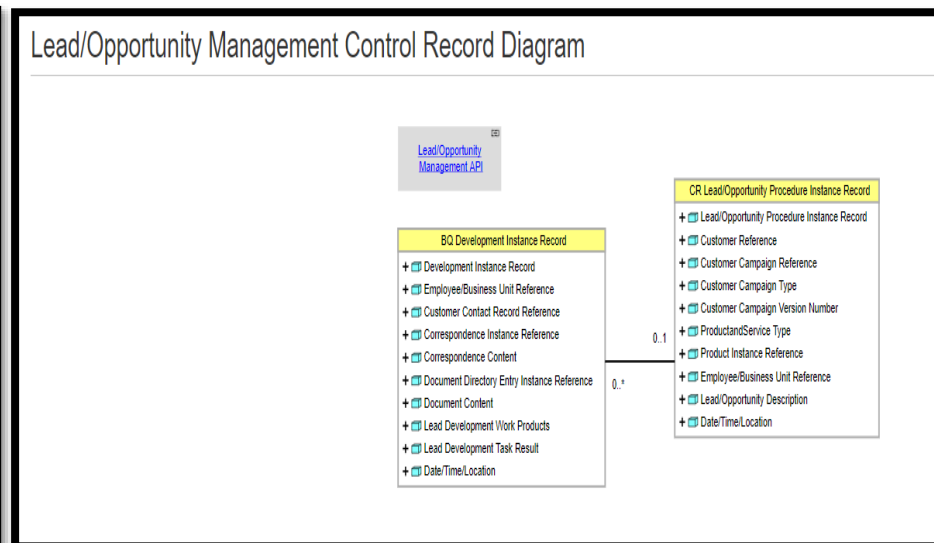 Lead/Opportunity Management Control Record Diagram
Lead/Opportunity
Management API
CR Lead/Opportunity Procedure Instance Record
+ Lead/Opportunity Procedure Instance Record
+ Customer Reference
+ Customer Campaign Reference
+ Customer Campaign Type
+ Customer Campaign Version Number
+ ProductandService Type
+ Product Instance Reference
+ Employee/Business Unit Reference
+ Lead/Opportunity Description
+ Date/Time/Location
BQ Development Instance Record
+ Development Instance Record
+ Employee/Business Unit Reference
+ Customer Contact Record Reference
+ Correspondence Instance Reference
+ Correspondence Content
+ Document Directory Entry Instance Reference
+ Document Content
+ Lead Development Work Products
+ Lead Development Task Result
+ Date/Time/Location
0..1
0..*